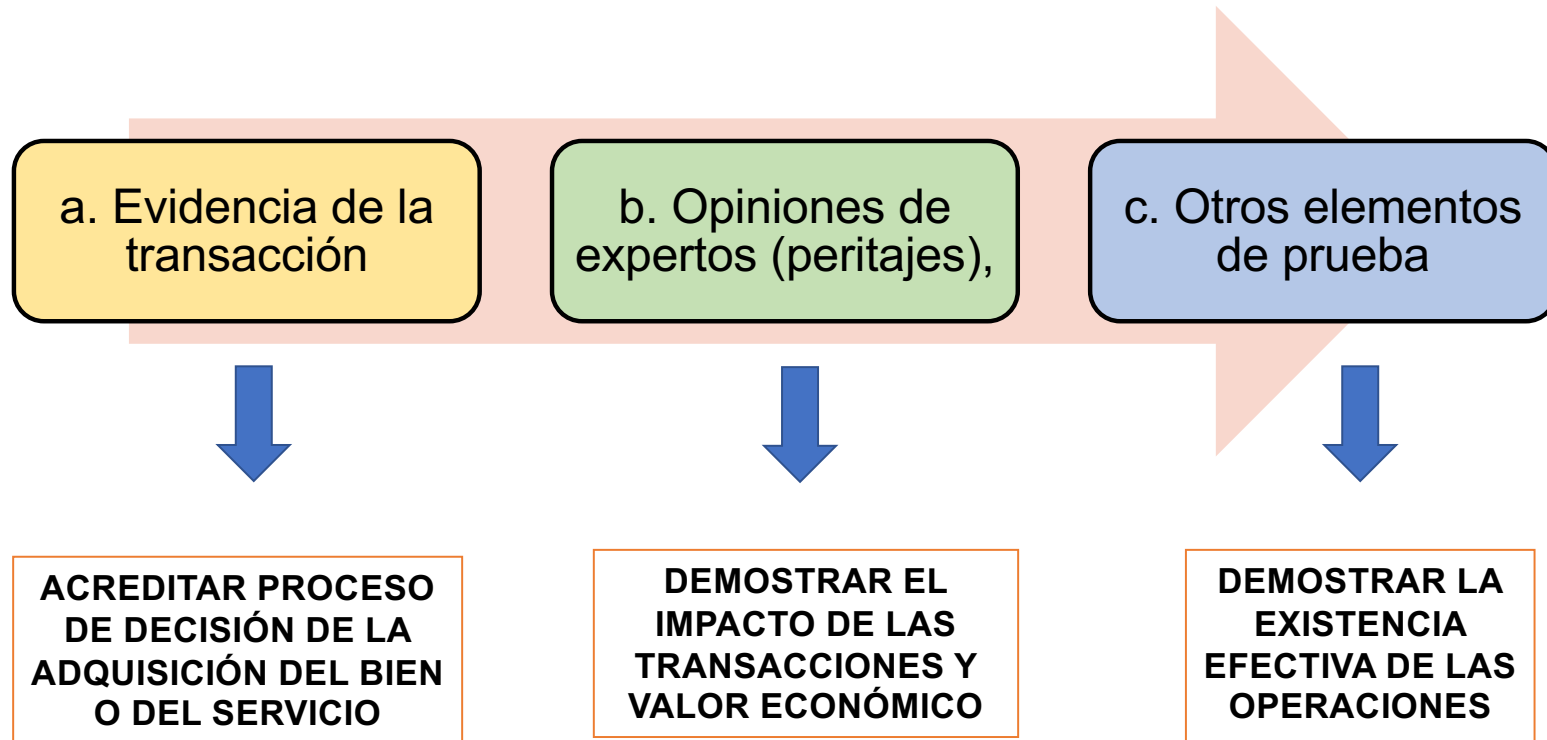 a. Evidencia de la
transacción
b. Opiniones de
expertos (peritajes),
c. Otros elementos
de prueba
ACREDITAR PROCESO
DE DECISIÓN DE LA
ADQUISICIÓN DEL BIEN
O DEL SERVICIO
DEMOSTRAR EL
IMPACTO DE LAS
TRANSACCIONES Y
VALOR ECONÓMICO
DEMOSTRAR LA
EXISTENCIA
EFECTIVA DE LAS
OPERACIONES